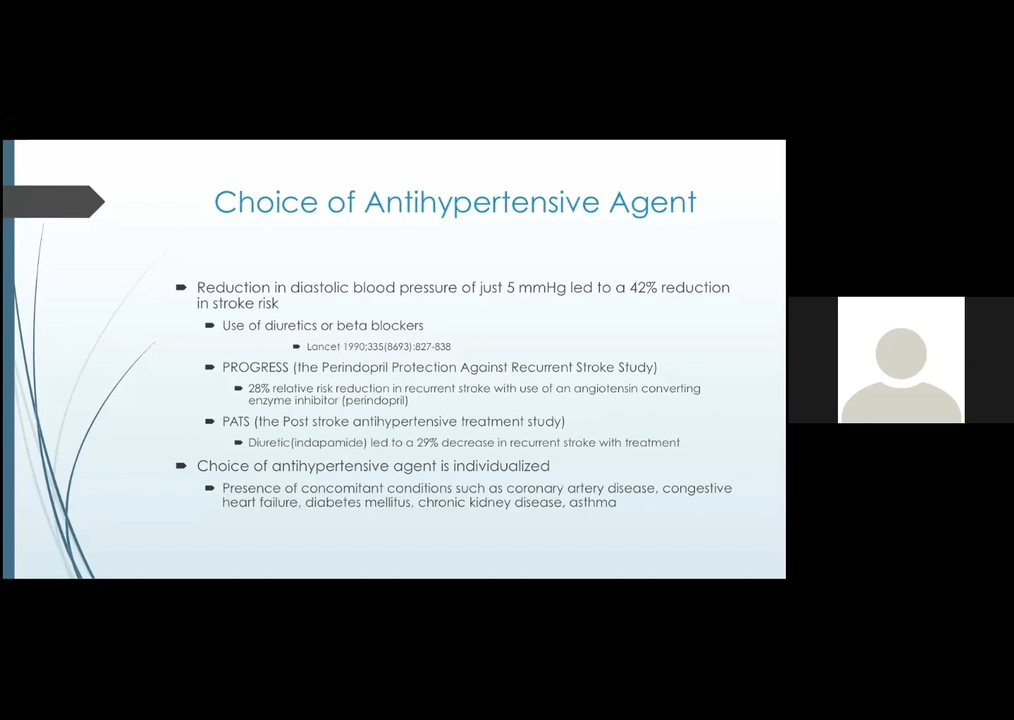 Choice of Antihypertensive Agent
Reduction in diastolic blood pressure of just 5 mmHg led to a 42% reduction
in stroke risk
Use of diuretics or beta blockers
Lancet 1990;335(8693):827-838
PROGRESS (the Perindopril Protection Against Recurrent Stroke Study)
28% relative risk reduction in recurrent stroke with use of an angiotensin converting
enzyme inhibitor (perindopril)
PATS (the Post stroke antihypertensive treatment study)
Diuretic(indapamide) led to a 29% decrease in recurrent stroke with treatment
Choice of antihypertensive agent is individualized
Presence of concomitant conditions such as coronary artery disease, congestive
heart failure, diabetes mellitus, chronic kidney disease, asthma